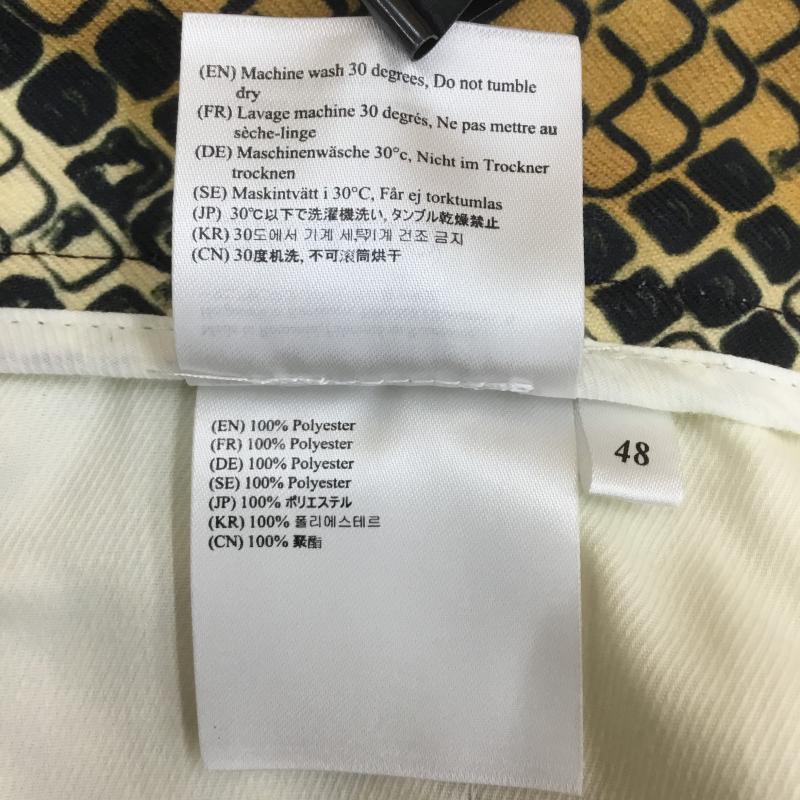 (EN) Machine wash 30 degrees, Do not tumble
dry
(FR) Lavage machine 30 degrés, Ne pas mettre au
sèche-linge
(DE) Maschinenwäsche 30°c, Nicht im Trockner
trocknen
(SE) Maskintvätt i 30°C, Får ej torktumlas
(JP) 30℃以下で洗濯機洗い, タンブル乾燥禁止
(KR) 30도에서 기계 세탁기계 건조 금지
(CN) 30度机洗, 不可滚筒烘干
(EN) 100% Polyester
(FR) 100% Polyester
(DE) 100% Polyester
(SE) 100% Polyester
(JP) 100% ポリエステル
(KR) 100% 폴리에스테르
(CN) 100% 聚酯
48